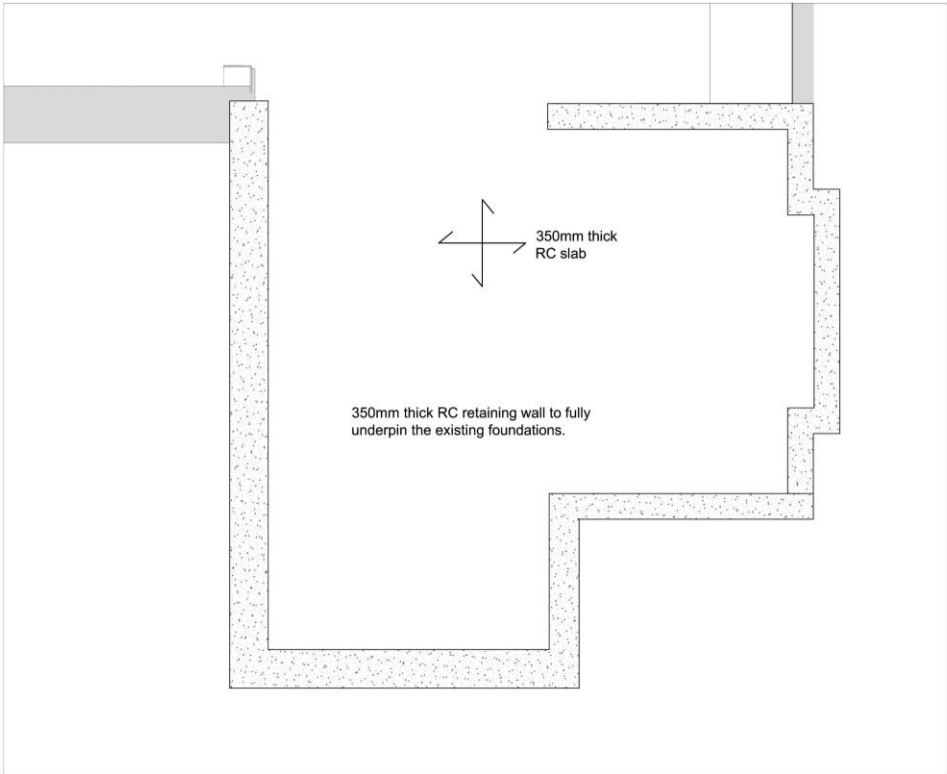 350mm thick
RC slab
350mm thick RC retaining wall to fully
underpin the existing foundations.